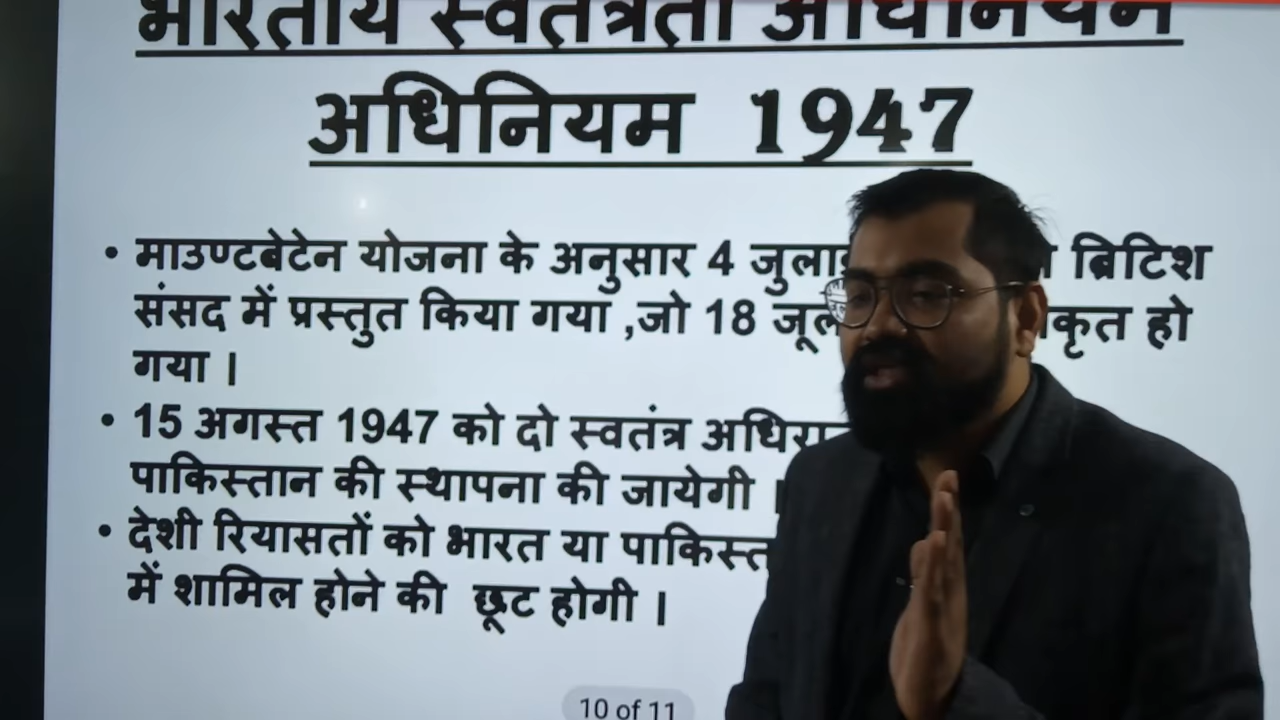 भारतीय स्वतंत्रता अधिनियम
अधिनियम 1947
• माउण्टबेटेन योजना के अनुसार 4 ब्रिटिश
संसद में प्रस्तुत किया गया ,जो 18 हो
गया ।
• 15 अगस्त 1947 को दो स्वतंत्र
पाकिस्तान की स्थापना की जायेगी ।
• देशी रियासतों को भारत या
में शामिल होने की छूट होगी ।
10 of 11